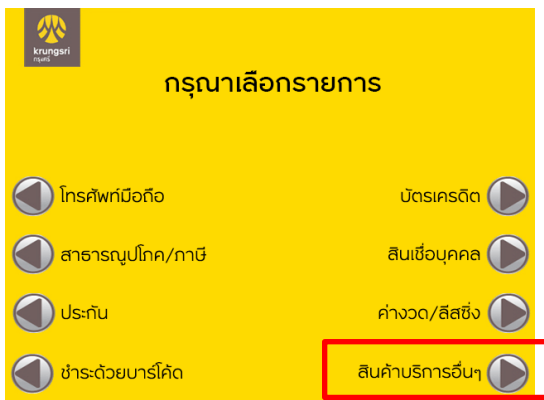 krungsri
กรุงศรี
กรุณาเลือกรายการ
โทรศัพท์มือถือ
บัตรเครดิต
สาธารณูปโภค/ภาษี
สินเชื่อบุคคล
ประกัน
ค่างวด/ลีสซิ่ง
ชำระด้วยบาร์โค้ด
สินค้าบริการอื่นๆ